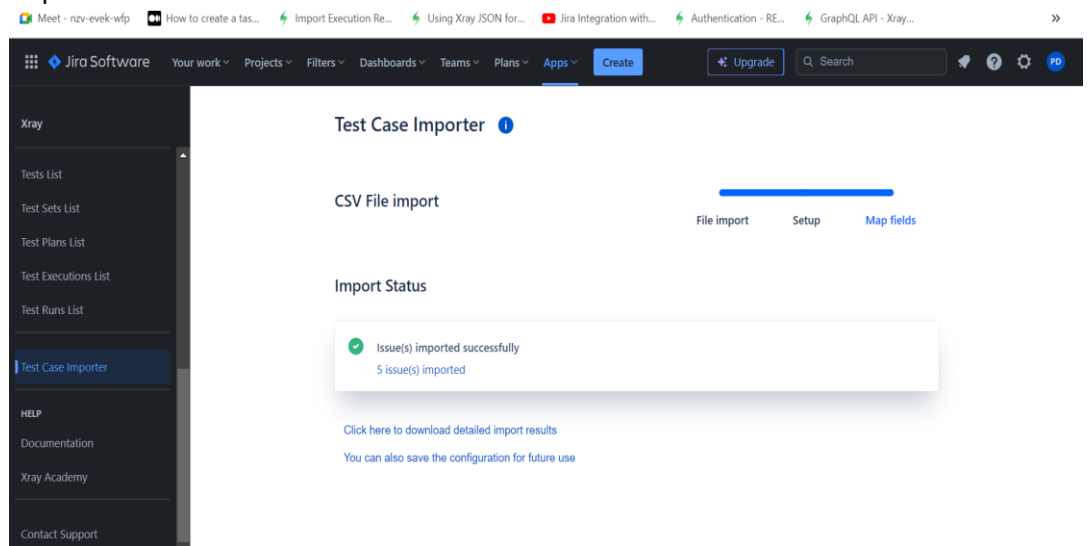 Meet - nzv-evek-wfp How to create a tas... Import Execution Re... Using Xray JSON for... Jira Integration with... Authentication - RE... GraphQL API - Xray... »
Jira Software Your work Projects Filters Dashboards Teams Plans Apps Create Upgrade Search PD
Xray
Tests List
Test Sets List
Test Plans List
Test Executions List
Test Runs List
Test Case Importer
HELP
Documentation
Xray Academy
Contact Support
Test Case Importer
CSV File import
File import Setup Map fields
Import Status
Issue(s) imported successfully
5 issue(s) imported
Click here to download detailed import results
You can also save the configuration for future use